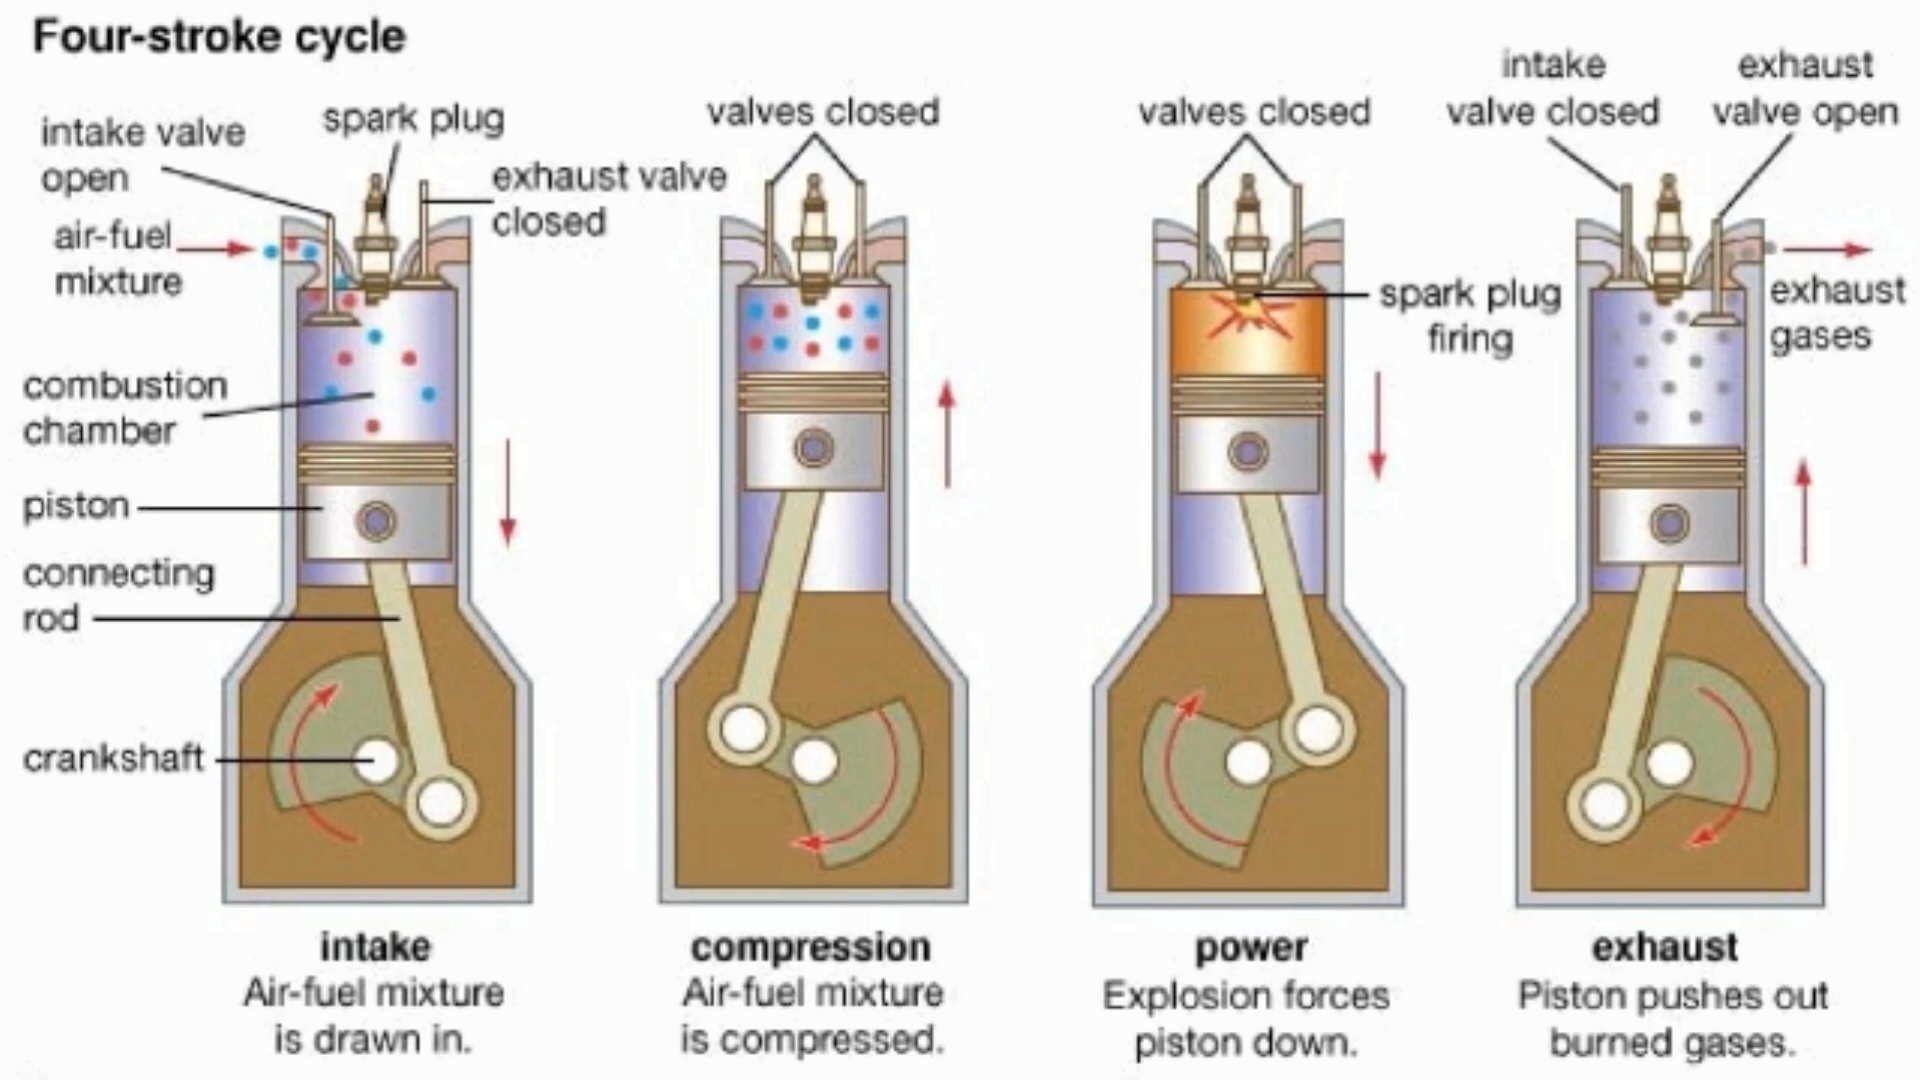 Four-stroke cycle
intake valve
open
spark plug
exhaust valve
closed
air-fuel
mixture
combustion
chamber
piston
connecting
rod
crankshaft
intake
Air-fuel mixture
is drawn in.
valves closed
compression
Air-fuel mixture
is compressed.
valves closed
spark plug
firing
power
Explosion forces
piston down.
intake
valve closed
exhaust
valve open
exhaust
gases
exhaust
Piston pushes out
burned gases.